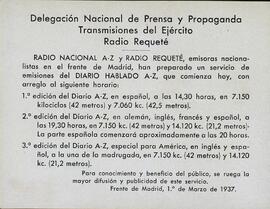 Delegación Nacional de Prensa y Propaganda
Transmisiones del Ejército
Radio Requeté
RADIO NACIONAL A-Z y RADIO REQUETÉ, emisoras nacio-
nalistas en el frente de Madrid, han preparado un servicio de
emisiones del DIARIO HABLADO A-Z, que comienza hoy, con
arreglo al siguiente horario:
1.ª edición del Diario A-Z, en español, a las 14,30 horas, en 7.150
kilociclos (42 metros) y 7.060 kc. (42,5 metros).
2.ª edición del Diario A-Z, en alemán, inglés, francés y español, a
las 19,30 horas, en 7.150 kc. (42 metros) y 14.120 kc. (21,2 metros).-
La parte española comenzará aproximadamente a las 20 horas.
3.ª edición del Diario A-Z, especial para América, en inglés y espa-
ñol, a la una de la madrugada, en 7.150 kc. (42 metros) y 14.120
kc. (21,2 metros).
Para conocimiento y beneficio del público, se ruega la
mayor difusión y publicidad de este servicio.
Frente de Madrid, 1.º de Marzo de 1937.